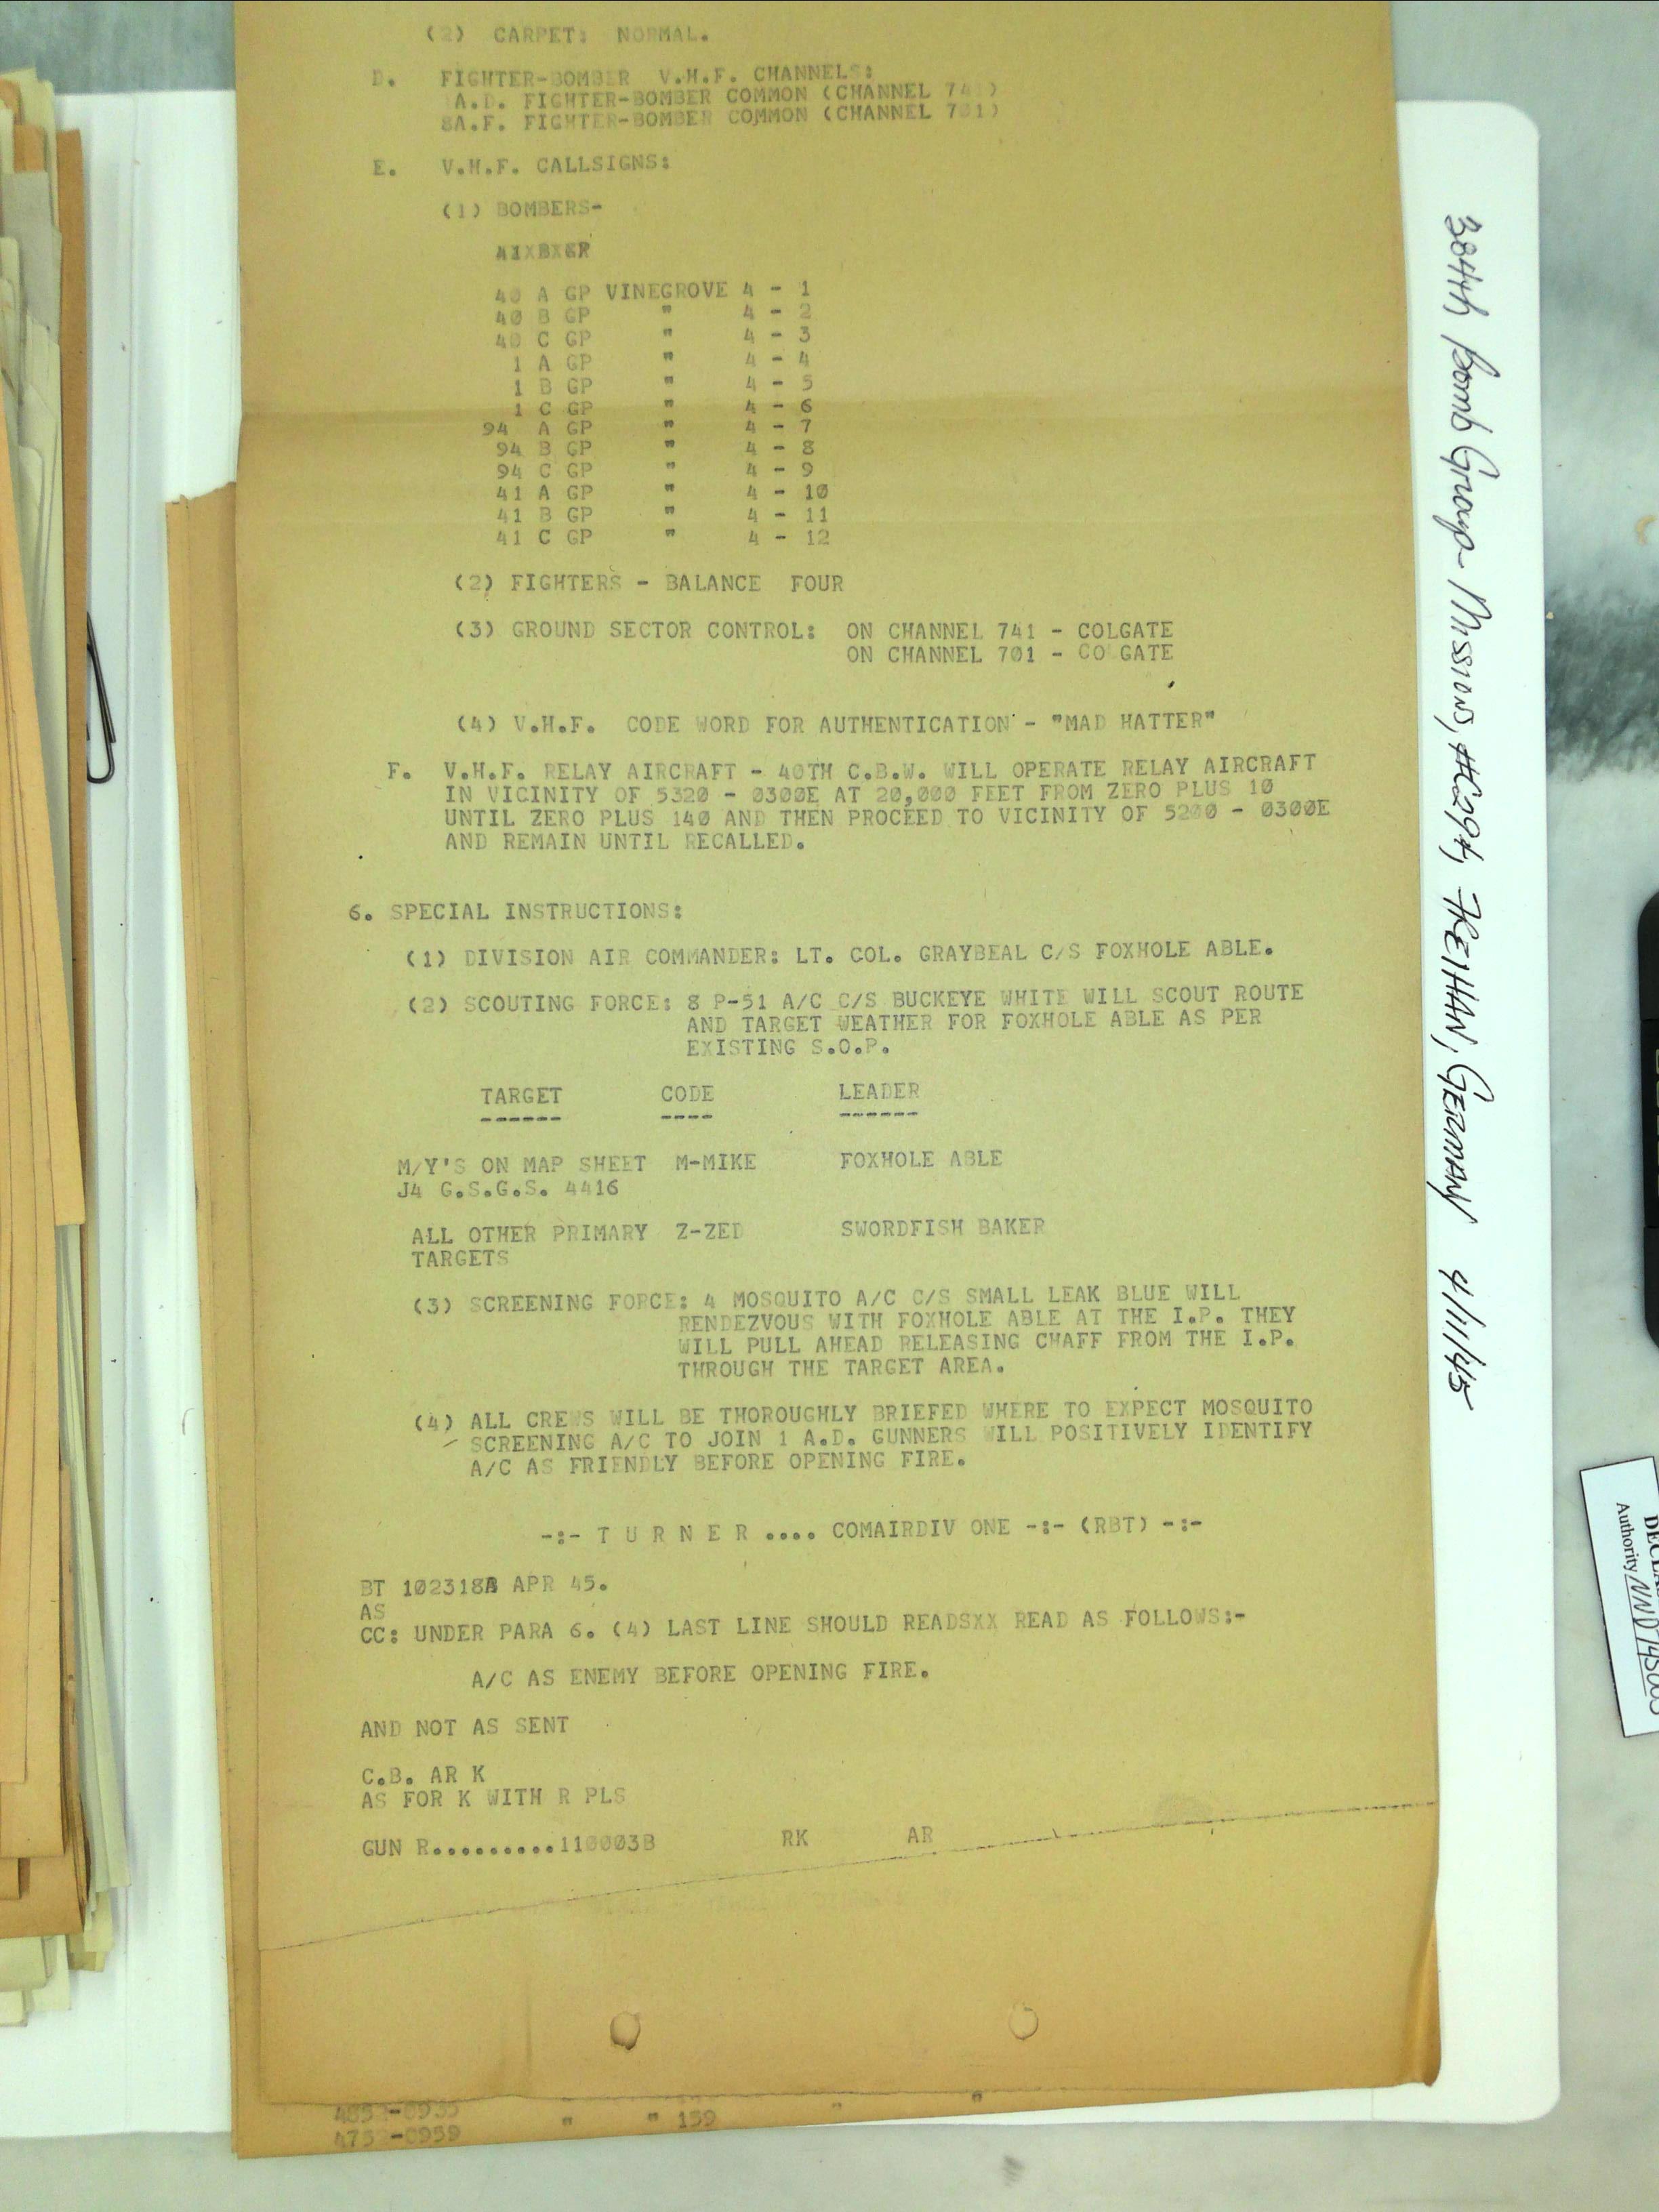 (2) CARPET: NORMAL.
D. FIGHTER-BOMBER V.H.F. CHANNELS:
1A.D. FIGHTER-BOMBER COMMON (CHANNEL 741)
8A.F. FIGHTER-BOMBER COMMON (CHANNEL 701)
E. V.H.F. CALLSIGNS:
(1) BOMBERS-
40 A GP VINEGROVE 4 - 1
40 B GP " 4 - 2
40 C GP " 4 - 3
1 A GP " 4 - 4
1 B GP " 4 - 5
1 C GP " 4 - 6
94 A GP " 4 - 7
94 B GP " 4 - 8
94 C GP " 4 - 9
41 A GP " 4 - 10
41 B GP " 4 - 11
41 C GP " 4 - 12
(2) FIGHTERS - BALANCE FOUR
(3) GROUND SECTOR CONTROL: ON CHANNEL 741 - COLGATE
ON CHANNEL 701 - COLGATE
(4) V.H.F. CODE WORD FOR AUTHENTICATION - "MAD HATTER"
F. V.H.F. RELAY AIRCRAFT - 40TH C.B.W. WILL OPERATE RELAY AIRCRAFT
IN VICINITY OF 5320 - 0300E AT 20,000 FEET FROM ZERO PLUS 10
UNTIL ZERO PLUS 140 AND THEN PROCEED TO VICINITY OF 5200 - 0300E
AND REMAIN UNTIL RECALLED.
6. SPECIAL INSTRUCTIONS:
(1) DIVISION AIR COMMANDER: LT. COL. GRAYBEAL C/S FOXHOLE ABLE.
(2) SCOUTING FORCE: 8 P-51 A/C C/S BUCKEYE WHITE WILL SCOUT ROUTE
AND TARGET WEATHER FOR FOXHOLE ABLE AS PER
EXISTING S.O.P.
TARGET CODE LEADER
------ ---- ------
M/Y'S ON MAP SHEET M-MIKE FOXHOLE ABLE
J4 G.S.G.S. 4416
ALL OTHER PRIMARY Z-ZED SWORDFISH BAKER
TARGETS
(3) SCREENING FORCE: 4 MOSQUITO A/C C/S SMALL LEAK BLUE WILL
RENDEZVOUS WITH FOXHOLE ABLE AT THE I.P. THEY
WILL PULL AHEAD RELEASING CHAFF FROM THE I.P.
THROUGH THE TARGET AREA.
(4) ALL CREWS WILL BE THOROUGHLY BRIEFED WHERE TO EXPECT MOSQUITO
SCREENING A/C TO JOIN 1 A.D. GUNNERS WILL POSITIVELY IDENTIFY
A/C AS FRIENDLY BEFORE OPENING FIRE.
-:- T U R N E R .... COMAIRDIV ONE -:- (RBT) -:-
BT 102318B APR 45.
AS
CC: UNDER PARA 6. (4) LAST LINE SHOULD READSXX READ AS FOLLOWS:-
A/C AS ENEMY BEFORE OPENING FIRE.
AND NOT AS SENT
C.B. AR K
AS FOR K WITH R PLS
GUN R..........110003B RK AR
" " 159 " "
384th Bomb Group - Missions, #294, 4/11/45
Authority NND 745005